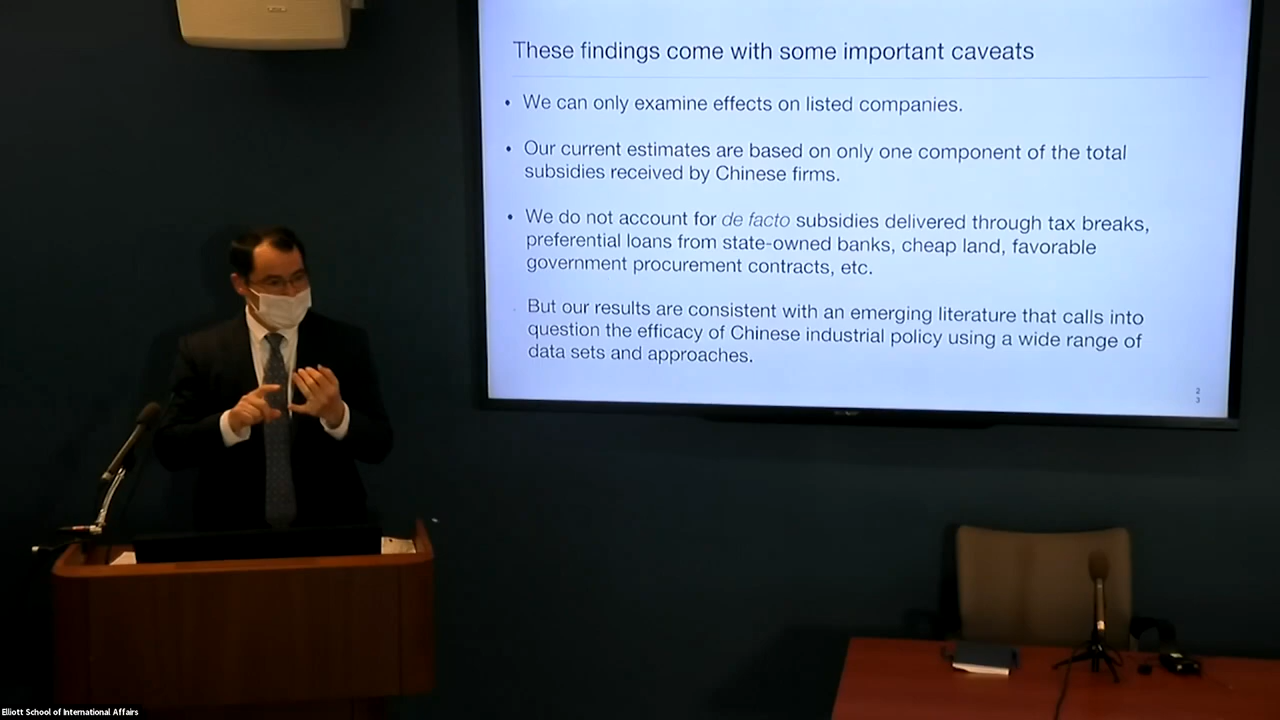 These findings come with some important caveats
• We can only examine effects on listed companies.
• Our current estimates are based on only one component of the total
subsidies received by Chinese firms.
• We do not account for de facto subsidies delivered through tax breaks,
preferential loans from state-owned banks, cheap land, favorable
government procurement contracts, etc.
But our results are consistent with an emerging literature that calls into
question the efficacy of Chinese industrial policy using a wide range of
data sets and approaches.
2
3
Elliott School of International Affairs